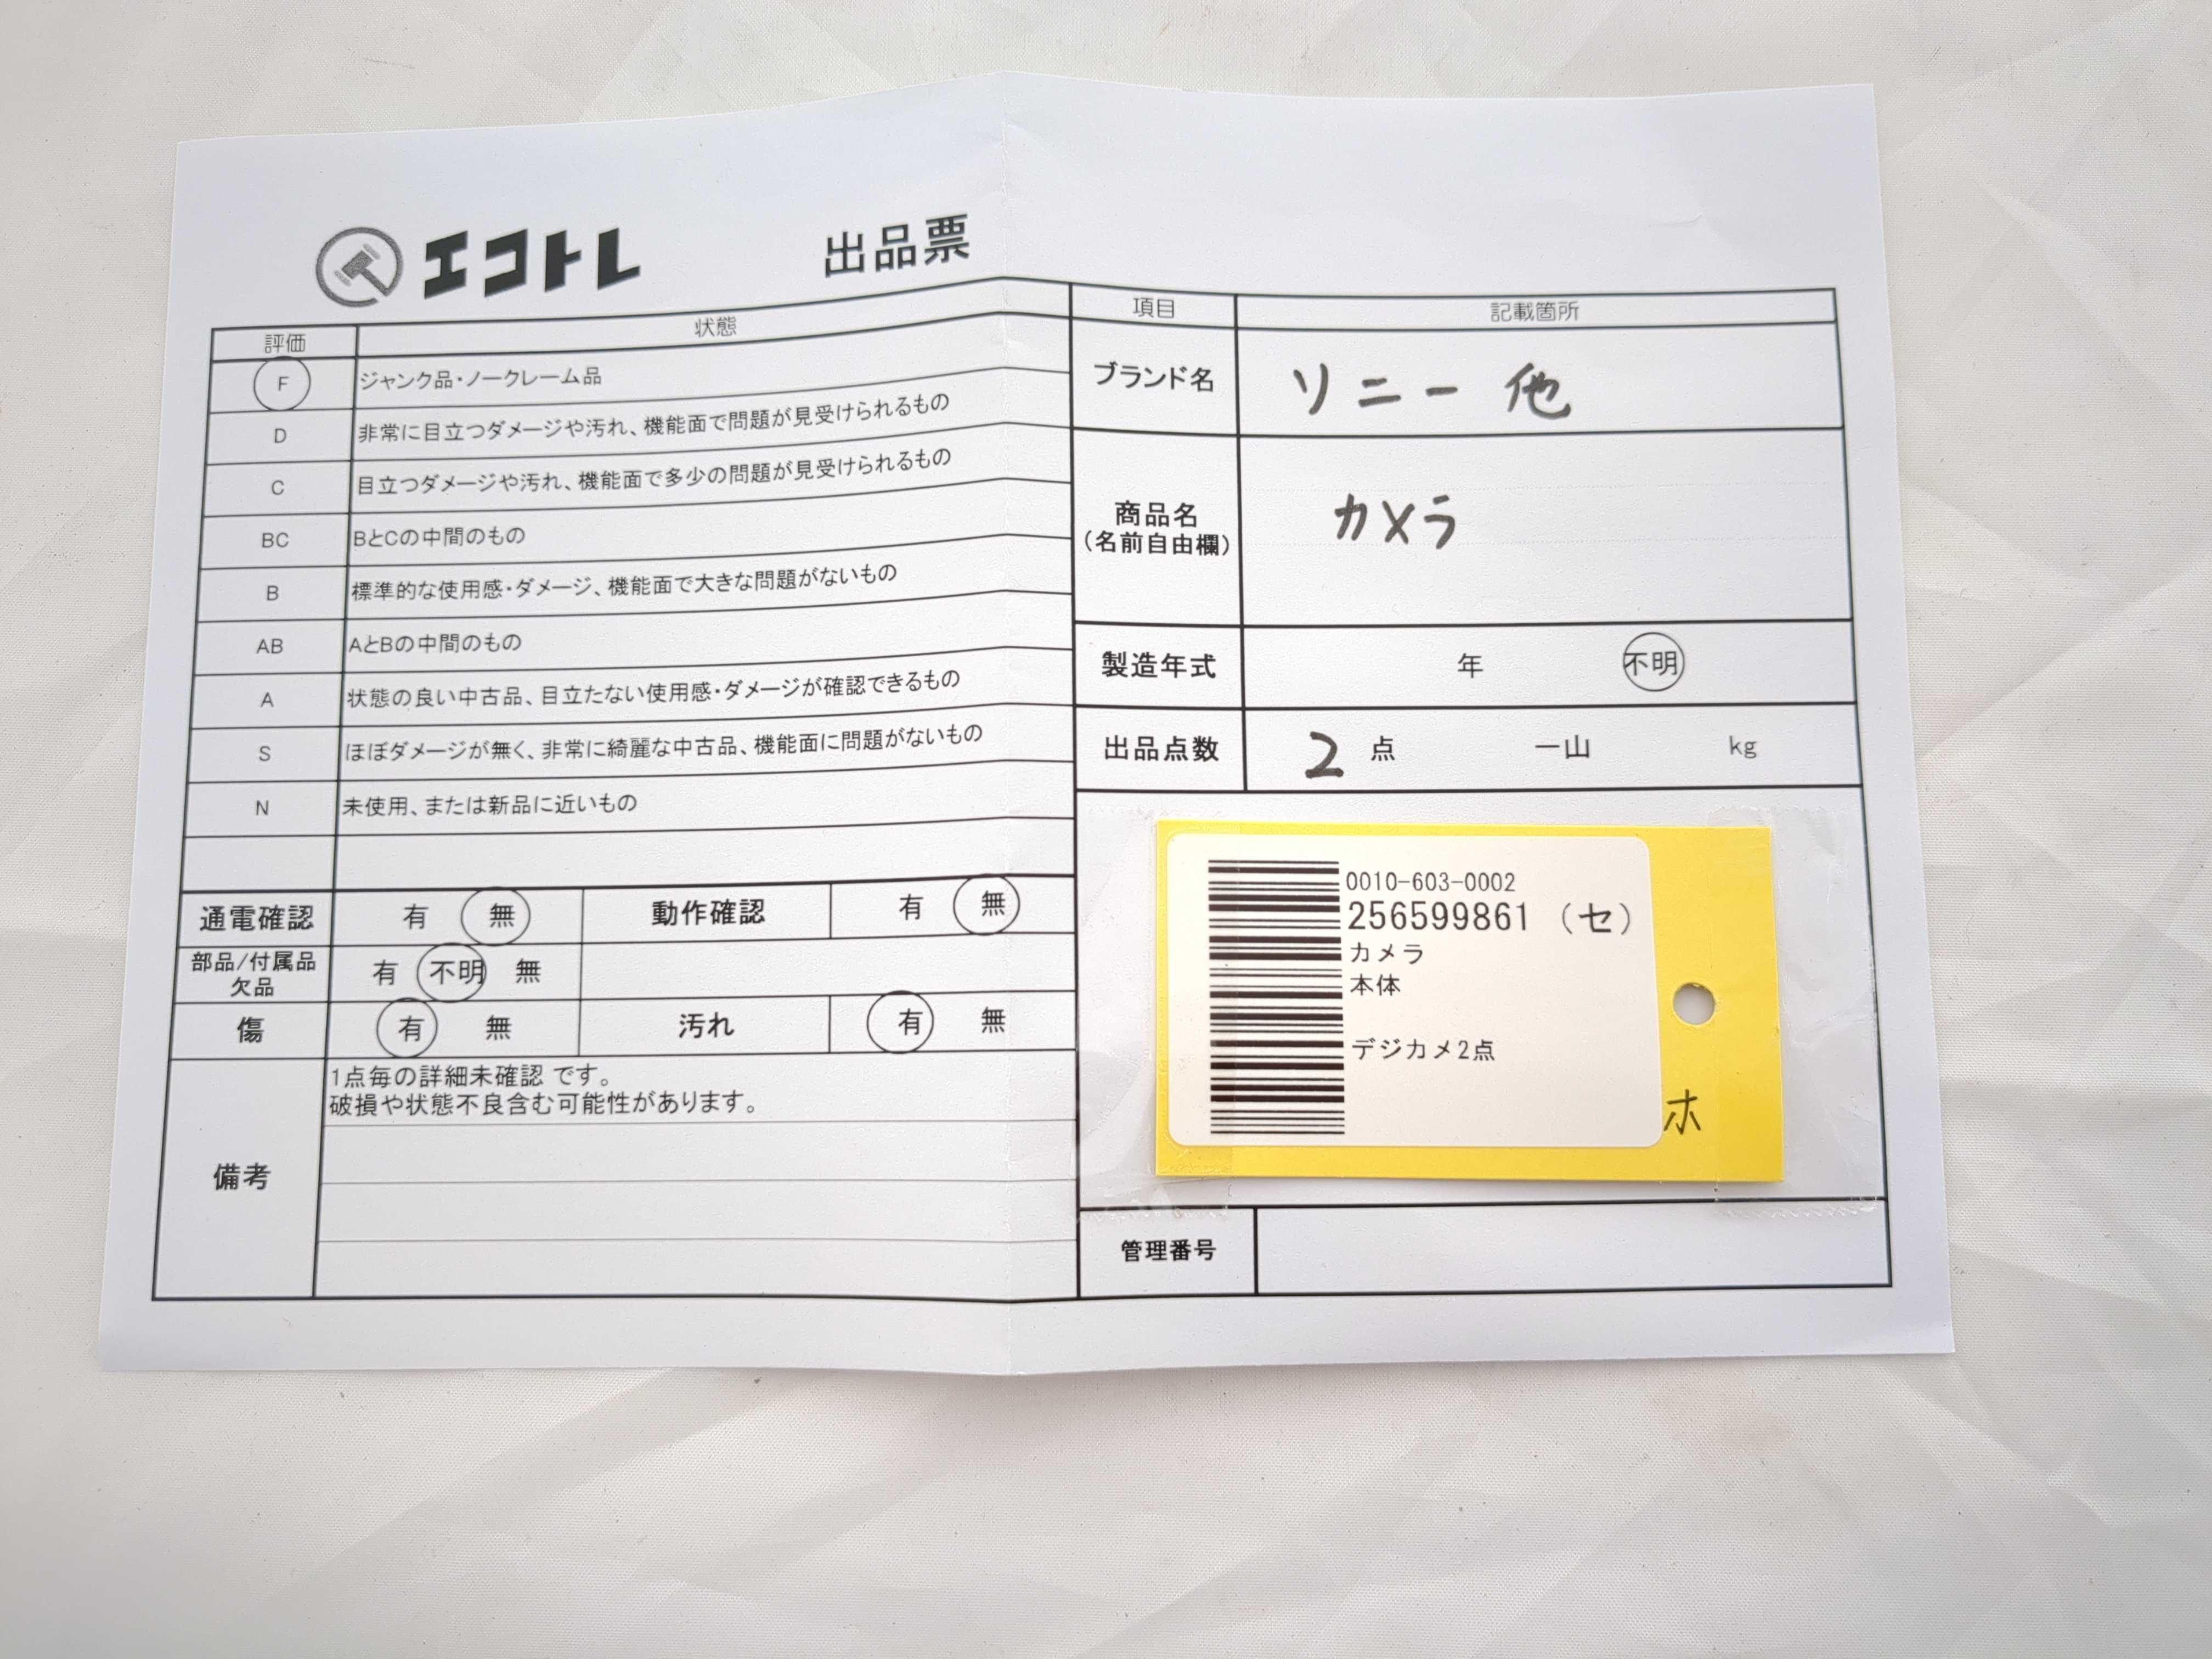 エコトレ
出品票
評価 状態
F ジャンク品・ノークレーム品
D 非常に目立つダメージや汚れ、機能面で問題が見受けられるもの
C 目立つダメージや汚れ、機能面で多少の問題が見受けられるもの
BC BとCの中間のもの
B 標準的な使用感・ダメージ、機能面で大きな問題がないもの
AB AとBの中間のもの
A 状態の良い中古品、目立たない使用感・ダメージが確認できるもの
S ほぼダメージが無く、非常に綺麗な中古品、機能面に問題がないもの
N 未使用、または新品に近いもの
通電確認 有 無 動作確認 有 無
部品/付属品
欠品 有 不明 無
傷 有 無 汚れ 有 無
備考
1点毎の詳細未確認 です。
破損や状態不良含む可能性があります。
項目 記載箇所
ブランド名 ソニー 他
商品名
(名前自由欄) カメラ
製造年式 年 不明
出品点数 2 点 一山 kg
0010-603-0002
256599861 (セ)
カメラ
本体
デジカメ2点
ホ
管理番号